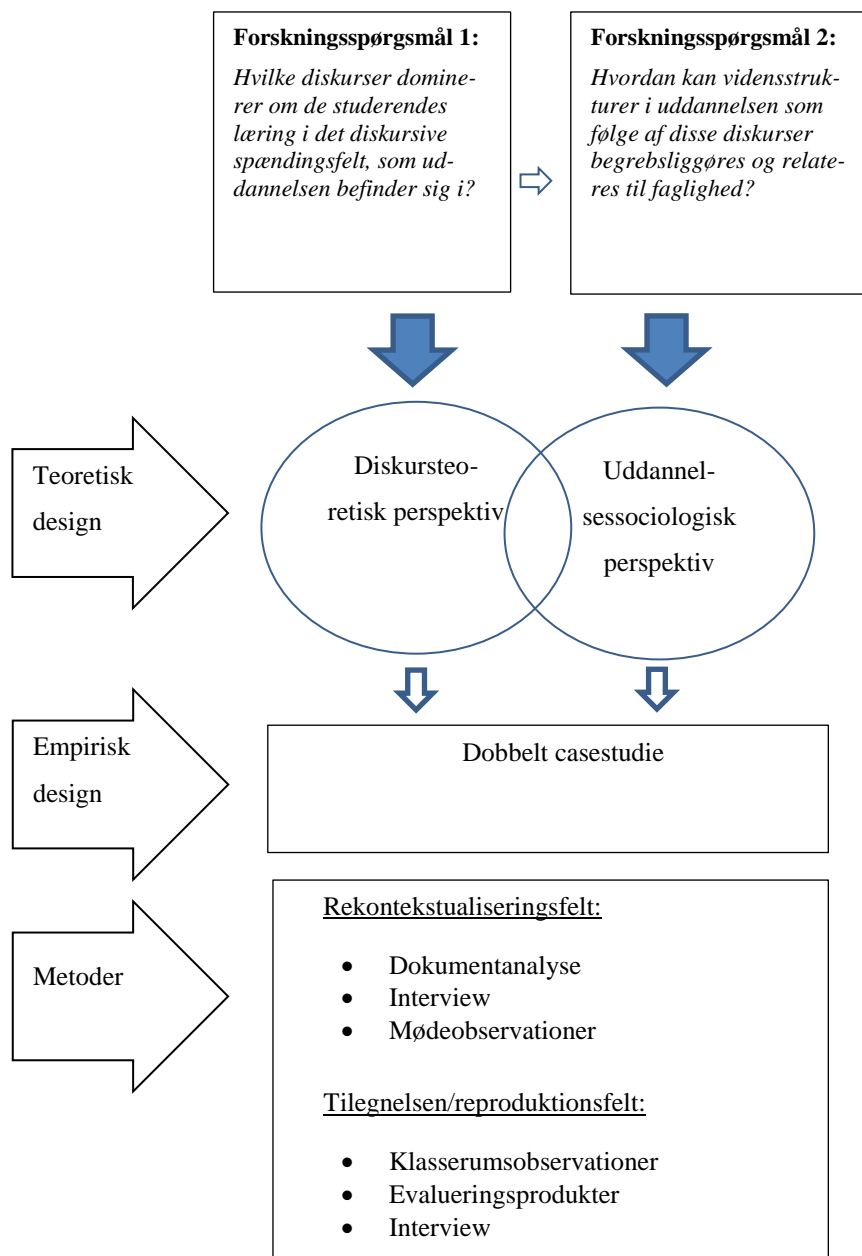 Forskningsspørgsmål 1:
Hvilke diskurser domine-
rer om de studerendes
læring i det diskursive
spændingsfelt, som ud-
dannelsen befinder sig i?
Forskningsspørgsmål 2:
Hvordan kan vidensstruk-
turer i uddannelsen som
følge af disse diskurser
begrebsliggøres og relate-
res til faglighed?
Teoretisk
design
Diskursteo-
retisk perspektiv
Uddannel-
sessociologisk
perspektiv
Empirisk
design
Dobbelt casestudie
Metoder
Rekontekstualiseringsfelt:
• Dokumentanalyse
• Interview
• Mødeobservationer
Tilegnelsen/reproduktionsfelt:
• Klasserumsobservationer
• Evalueringsprodukter
• Interview